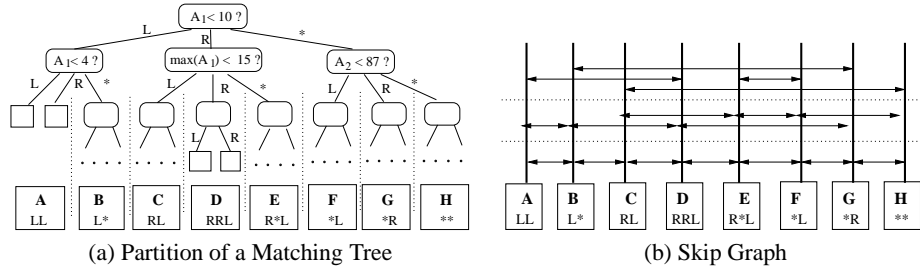 A1< 10 ?
L R *
A1< 4 ? max(A1) < 15 ? A2 < 87 ?
L R * L R * L R *
L R
. . . . . . . . . . . . . . . . . . . . . . . .
A B C D E F G H
LL L* RL RRL R*L *L *R **
(a) Partition of a Matching Tree
A B C D E F G H
LL L* RL RRL R*L *L *R **
(b) Skip Graph